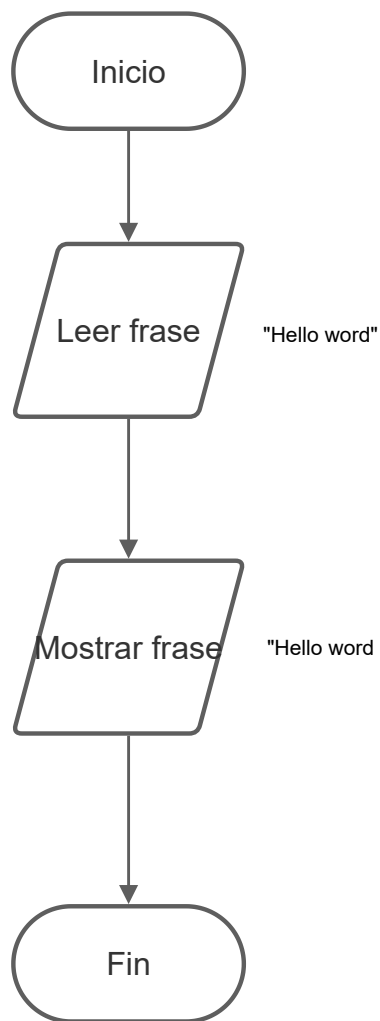 Inicio
Leer frase
"Hello word"
Mostrar frase
"Hello word
Fin